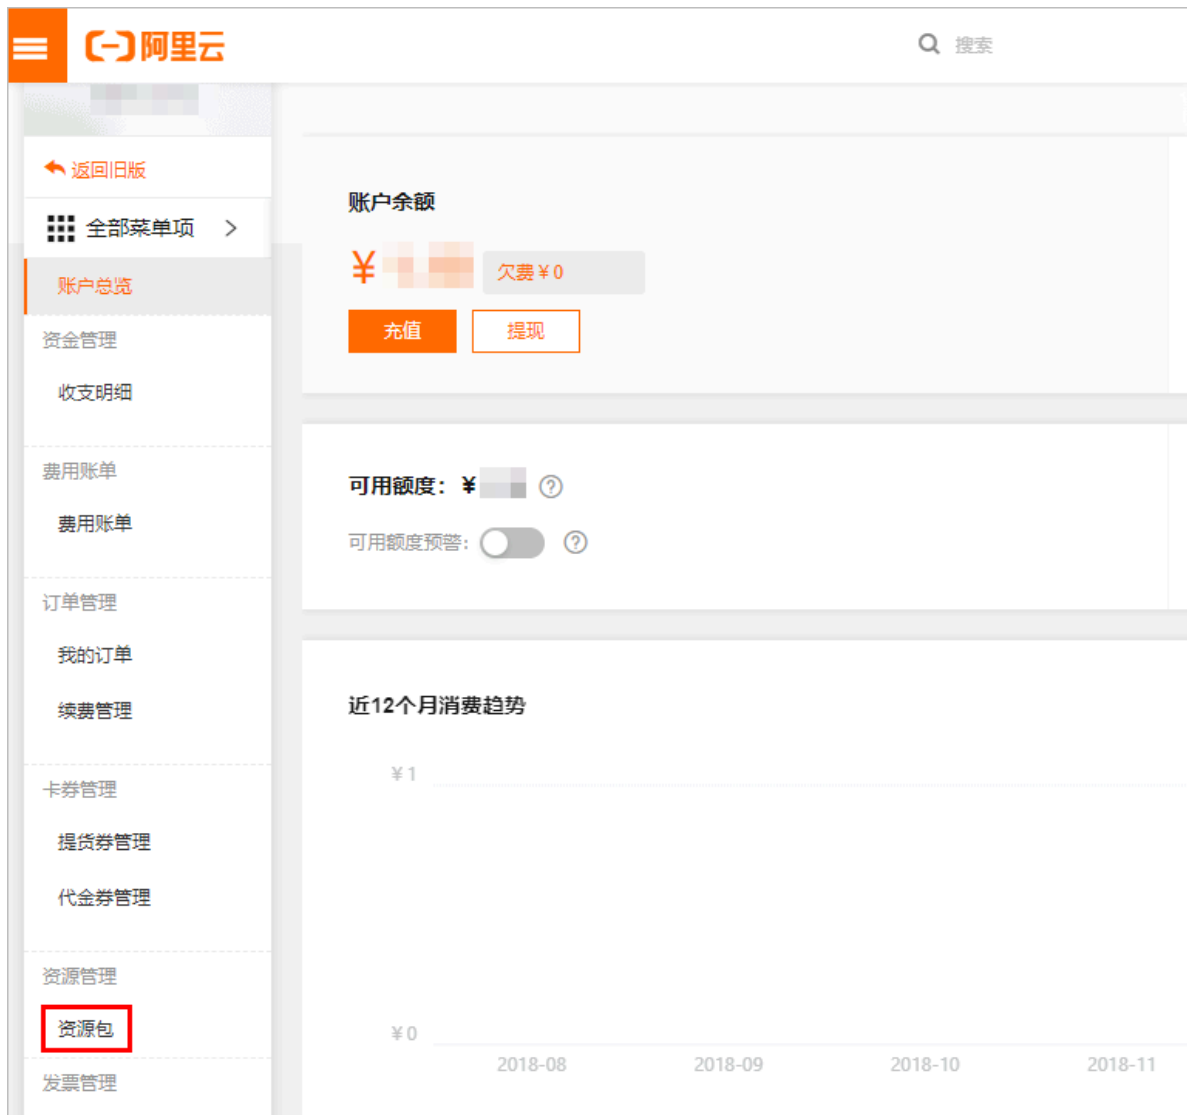 阿里云
搜索
返回旧版
全部菜单项
账户总览
资金管理
收支明细
费用账单
费用账单
订单管理
我的订单
续费管理
卡券管理
提货券管理
代金券管理
资源管理
资源包
发票管理
账户余额
¥
欠费 ¥ 0
充值
提现
可用额度：¥
可用额度预警:
近12个月消费趋势
¥ 1
¥ 0
2018-08
2018-09
2018-10
2018-11